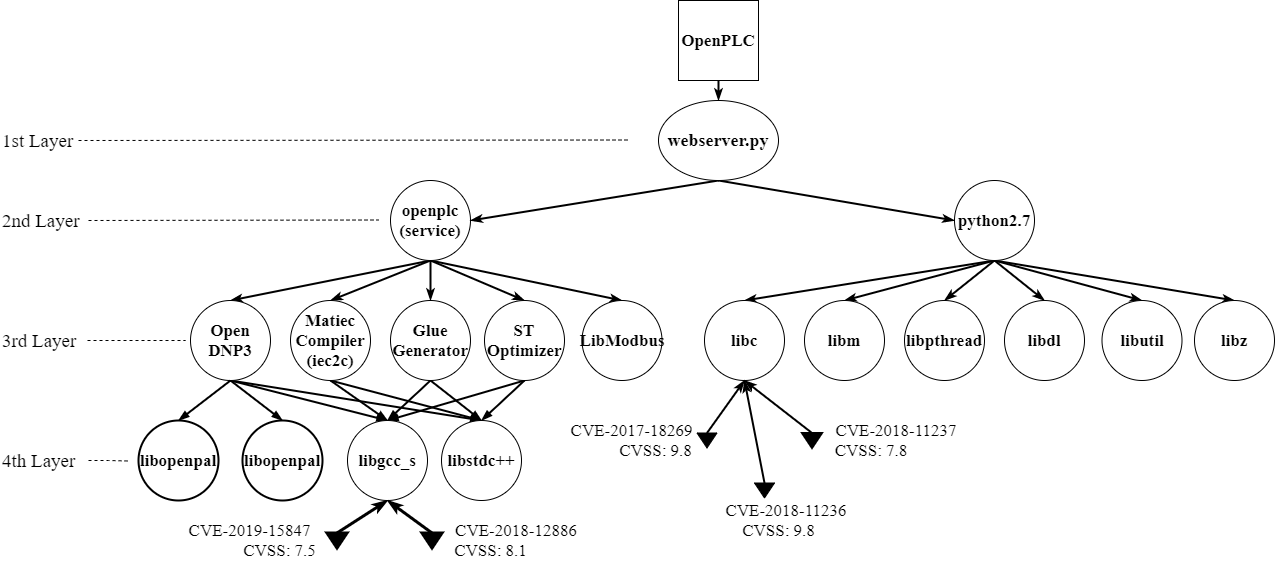 OpenPLC
1st Layer
webserver.py
2nd Layer
openplc
(service)
python2.7
3rd Layer
Open
DNP3
Matiec
Compiler
(iec2c)
Glue
Generator
ST
Optimizer
LibModbus
libc
libm
libpthread
libdl
libutil
libz
4th Layer
libopenpal
libopenpal
libgcc_s
libstdc++
CVE-2017-18269
CVSS: 9.8
CVE-2018-11237
CVSS: 7.8
CVE-2018-11236
CVSS: 9.8
CVE-2019-15847
CVSS: 7.5
CVE-2018-12886
CVSS: 8.1